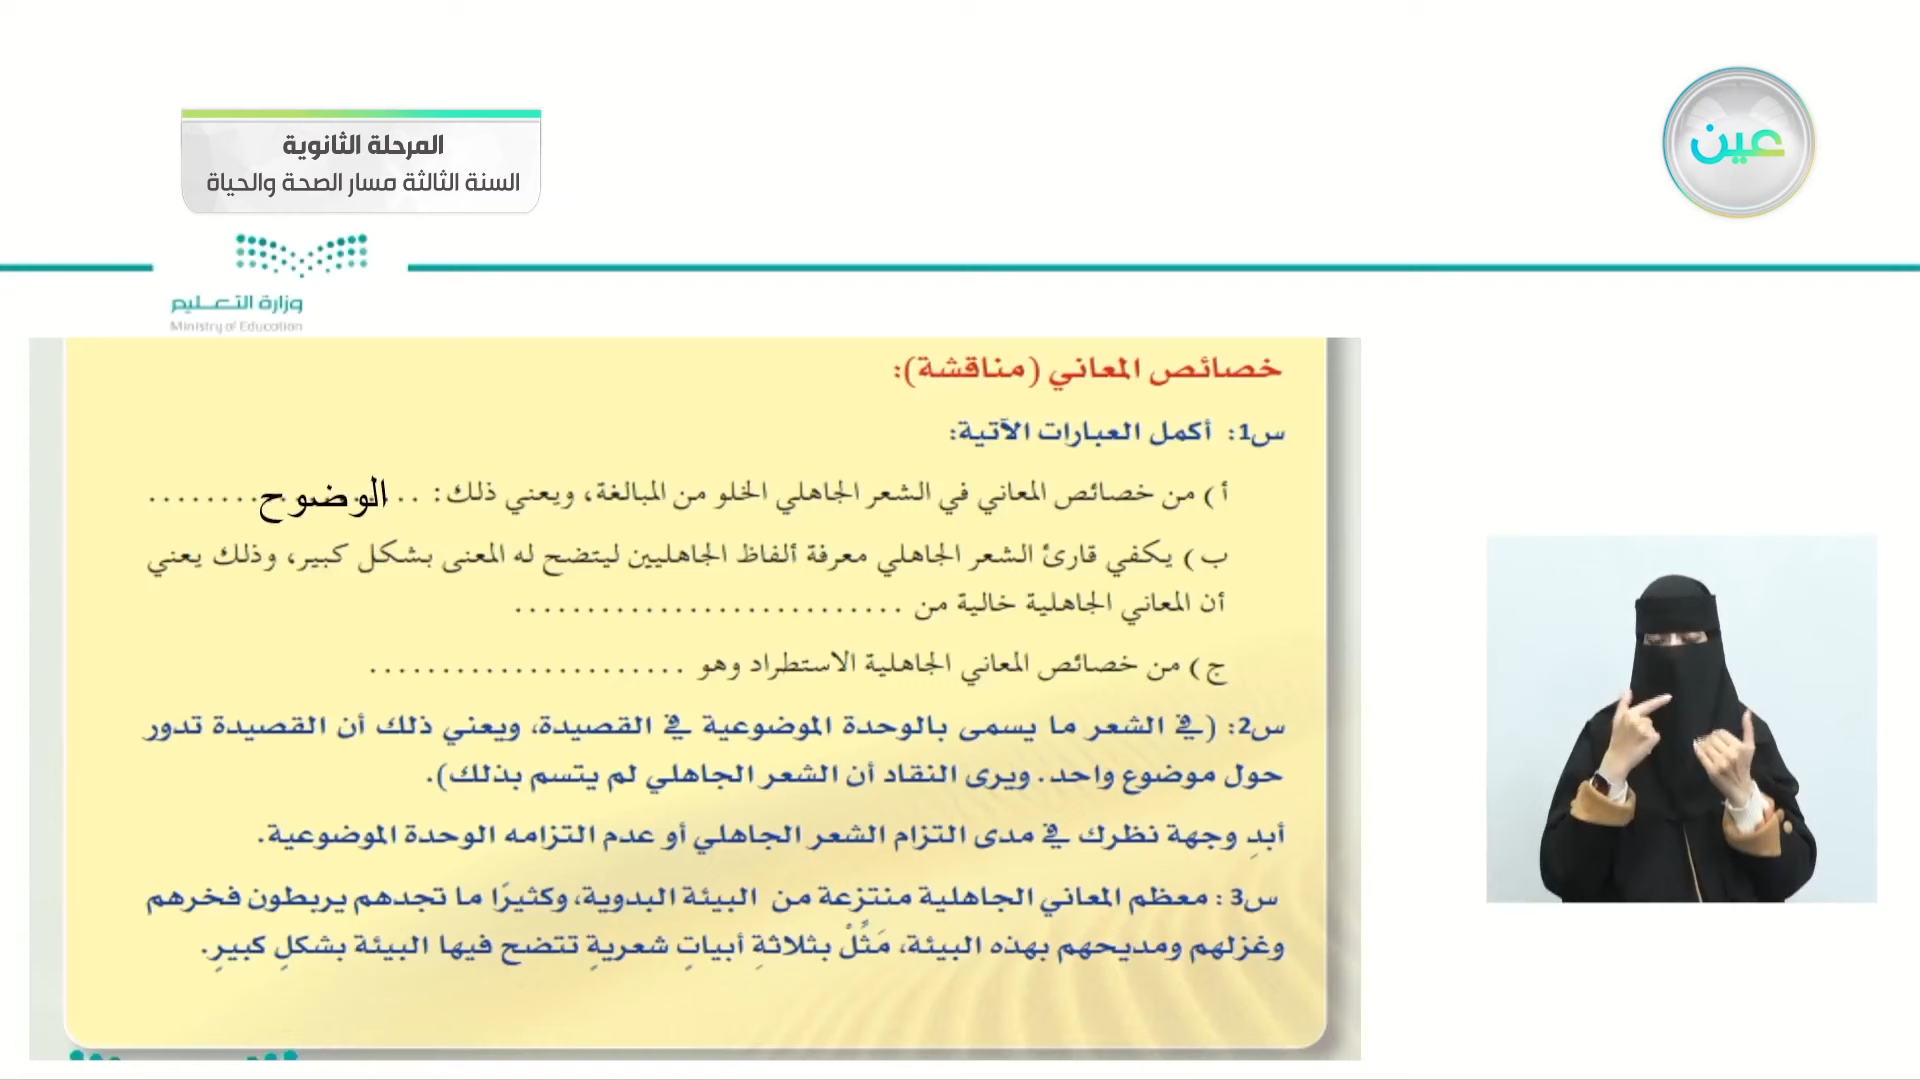 المرحلة الثانوية
السنة الثالثة مسار الصحة والحياة
عين
وزارة التعـليم
Ministry of Education
خصائص المعاني (مناقشة):
س1: أكمل العبارات الآتية:
أ) من خصائص المعاني في الشعر الجاهلي الخلو من المبالغة، ويعني ذلك: .. الوضوح ........
ب) يكفي قارئ الشعر الجاهلي معرفة ألفاظ الجاهليين ليتضح له المعنى بشكل كبير، وذلك يعني
أن المعاني الجاهلية خالية من ...........................
ج) من خصائص المعاني الجاهلية الاستطراد وهو ......................
س2: (في الشعر ما يسمى بالوحدة الموضوعية في القصيدة، ويعني ذلك أن القصيدة تدور
حول موضوع واحد. ويرى النقاد أن الشعر الجاهلي لم يتسم بذلك).
أبدِ وجهة نظرك في مدى التزام الشعر الجاهلي أو عدم التزامه الوحدة الموضوعية.
س3: معظم المعاني الجاهلية منتزعة من البيئة البدوية، وكثيرًا ما تجدهم يربطون فخرهم
وغزلهم ومديحهم بهذه البيئة، مَثِّلْ بثلاثةِ أبياتٍ شعريةٍ تتضح فيها البيئة بشكلٍ كبيرٍ.